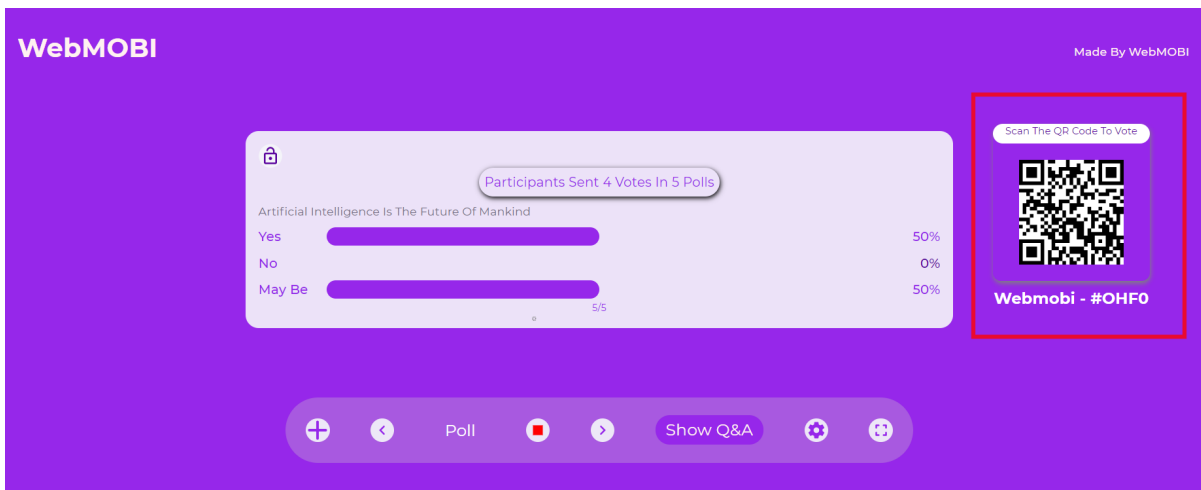 WebMOBI
Made By WebMOBI
Scan The QR Code To Vote
Participants Sent 4 Votes In 5 Polls
Artificial Intelligence Is The Future Of Mankind
Yes 50%
No 0%
May Be 50%
5/5
Webmobi - #OHF0
Poll
Show Q&A